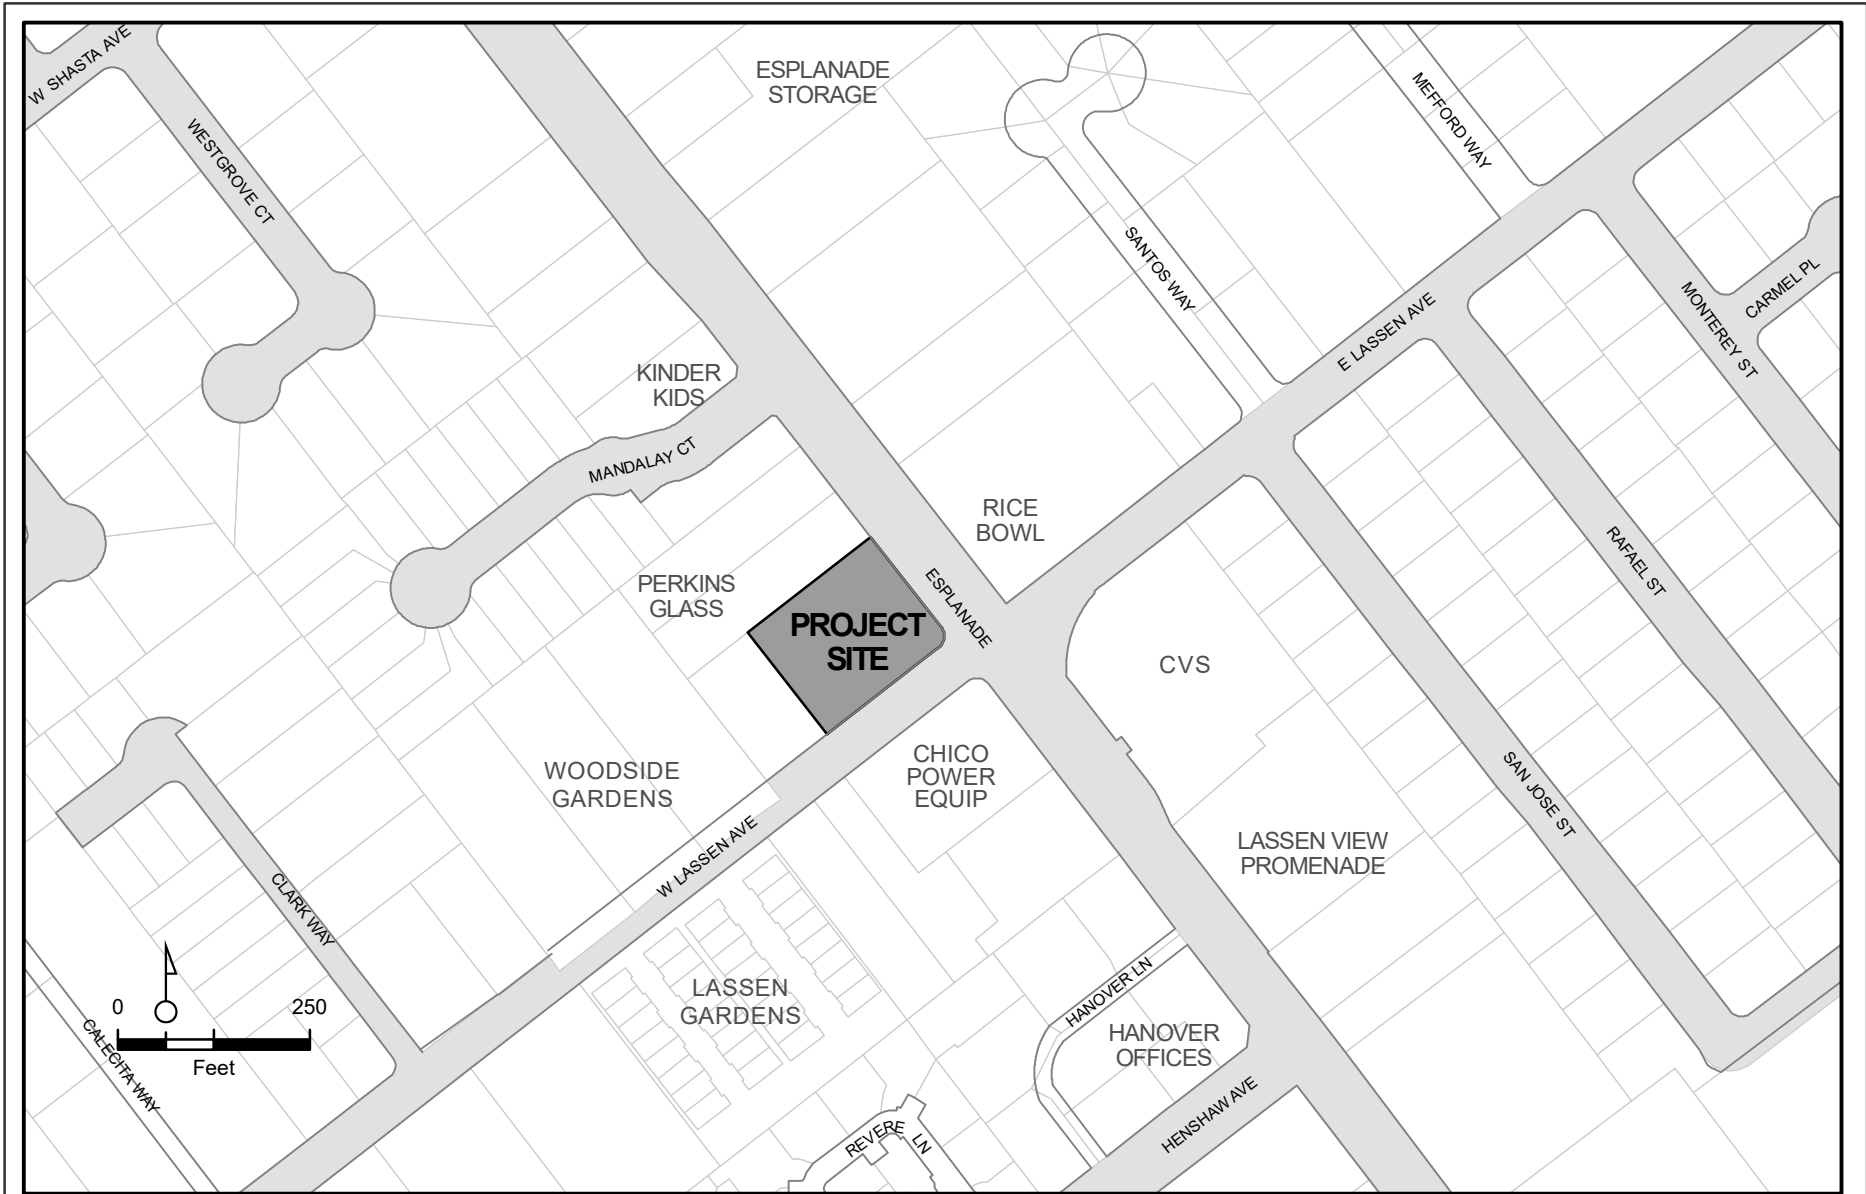 W SHASTA AVE
WESTGROVE CT
ESPLANADE
STORAGE
MEFFORD WAY
SANTOS WAY
E LASSEN AVE
MONTEREY ST
CARMEL PL
KINDER
KIDS
MANDALAY CT
RICE
BOWL
PERKINS
GLASS
ESPLANADE
PROJECT
SITE
CVS
RAFAEL ST
SAN JOSE ST
WOODSIDE
GARDENS
CHICO
POWER
EQUIP
W LASSEN AVE
LASSEN VIEW
PROMENADE
CLARK WAY
LASSEN
GARDENS
HANOVER LN
HANOVER
OFFICES
HENSHAW AVE
REVERE LN
CALECITA WAY
0 250
Feet